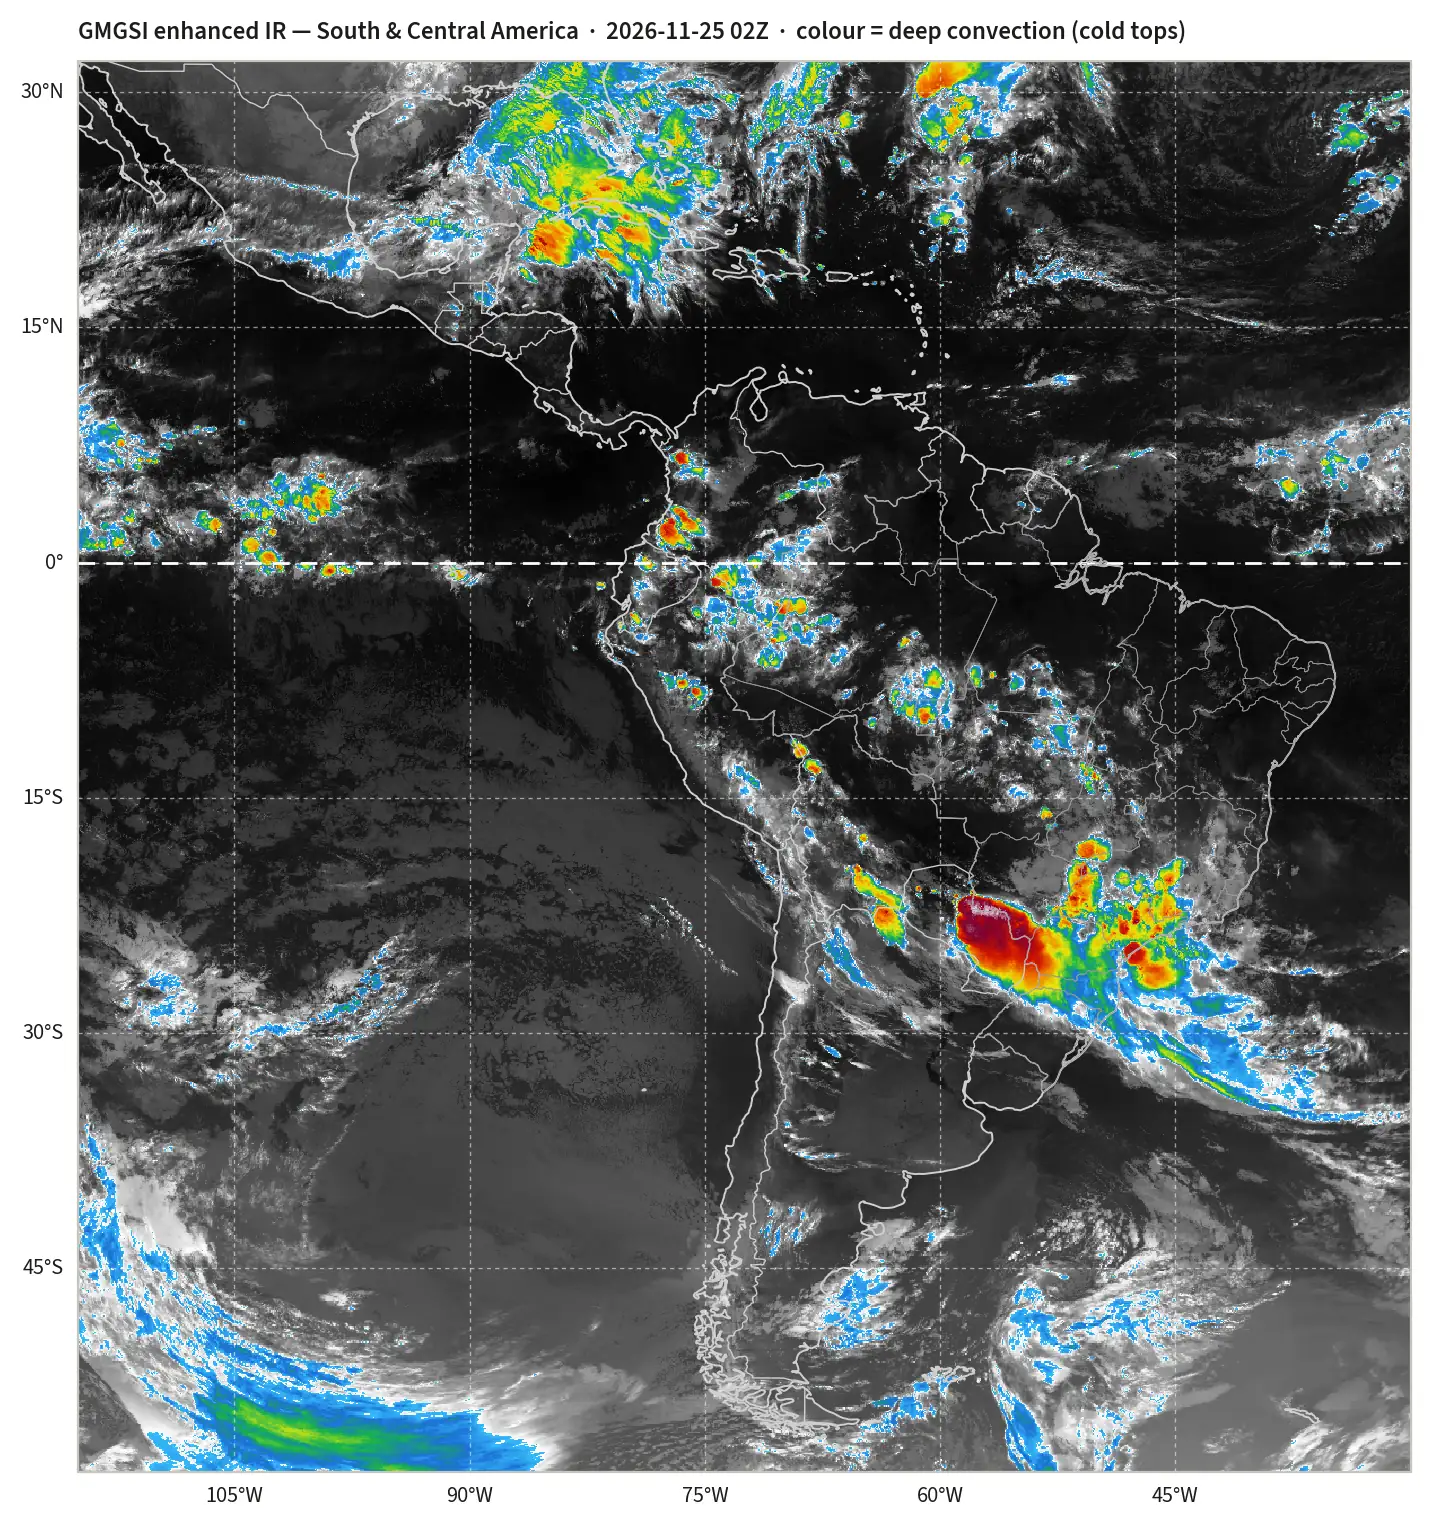 GMGSI enhanced IR — South & Central America · 2026-11-25 02Z · colour = deep convection (cold tops)
30°N
15°N
0°
15°S
30°S
45°S
105°W 90°W 75°W 60°W 45°W